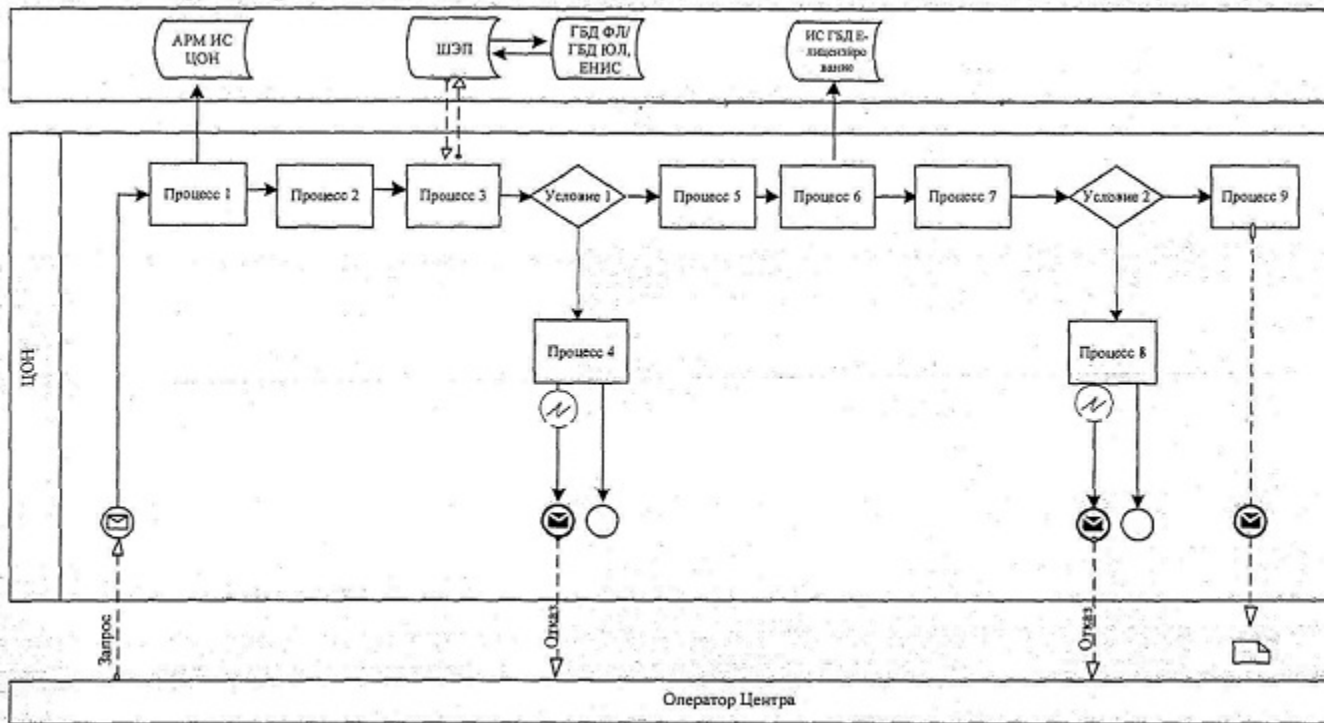 АРМ ИС
ЦОН
ШЭП
ГБД ФЛ/
ГБД ЮЛ,
ЕНИС
ИС ГБД Е-
лицензиро
вание
ЦОН
Процесс 1
Процесс 2
Процесс 3
Условие 1
Процесс 5
Процесс 6
Процесс 7
Условие 2
Процесс 9
Процесс 4
Процесс 8
Запрос
Отказ
Отказ
Оператор Центра